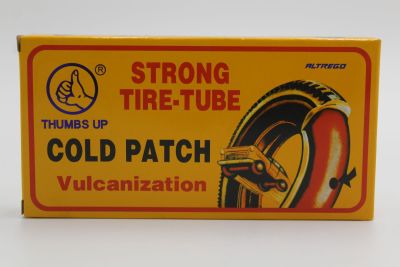 ALTREGO
STRONG
TIRE-TUBE
®
THUMBS UP
COLD PATCH
Vulcanization